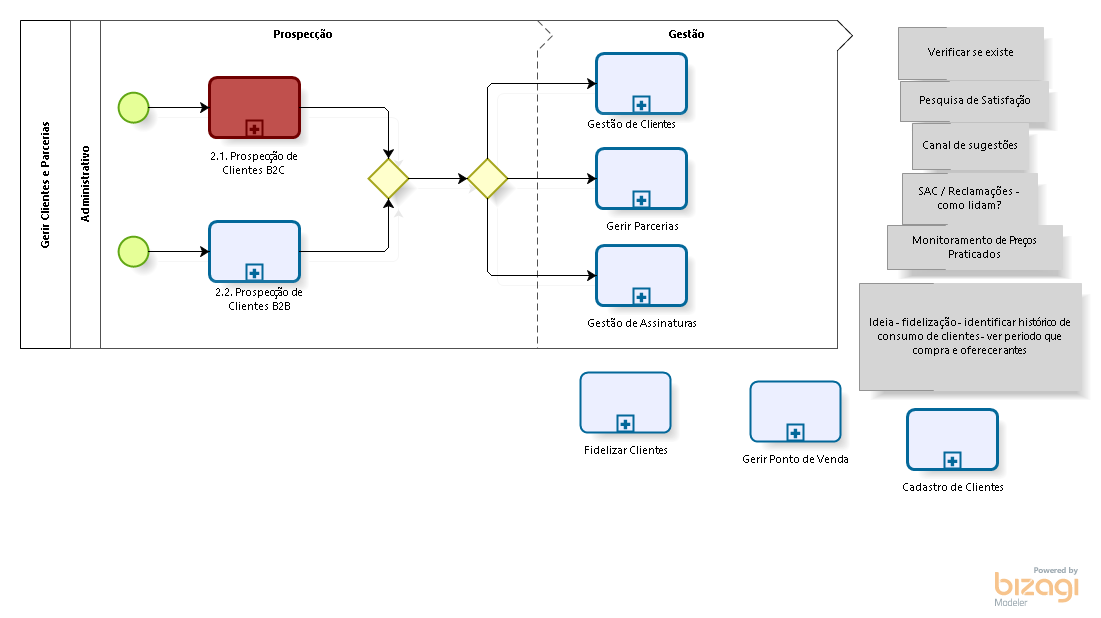 Prospecção
Gestão
Gerir Clientes e Parcerias
Administrativo
2.1. Prospecção de
Clientes B2C
2.2. Prospecção de
Clientes B2B
Gestão de Clientes
Gerir Parcerias
Gestão de Assinaturas
Verificar se existe
Pesquisa de Satisfação
Canal de sugestões
SAC / Reclamações -
como lidam?
Monitoramento de Preços
Praticados
Ideia - fidelização - identificar histórico de
consumo de clientes - ver periodo que
compra e oferecer antes
Fidelizar Clientes
Gerir Ponto de Venda
Cadastro de Clientes
Powered by
bizagi
Modeler